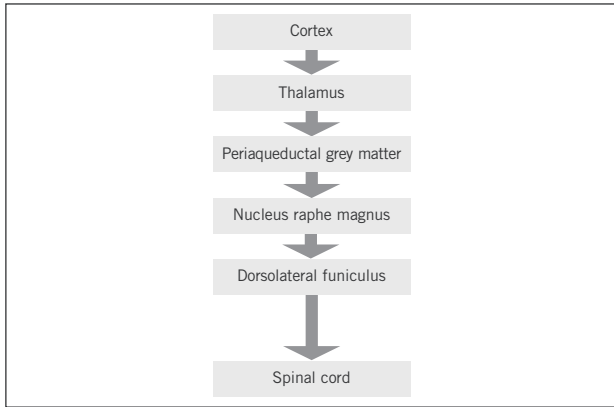 Cortex
Thalamus
Periaqueductal grey matter
Nucleus raphe magnus
Dorsolateral funiculus
Spinal cord